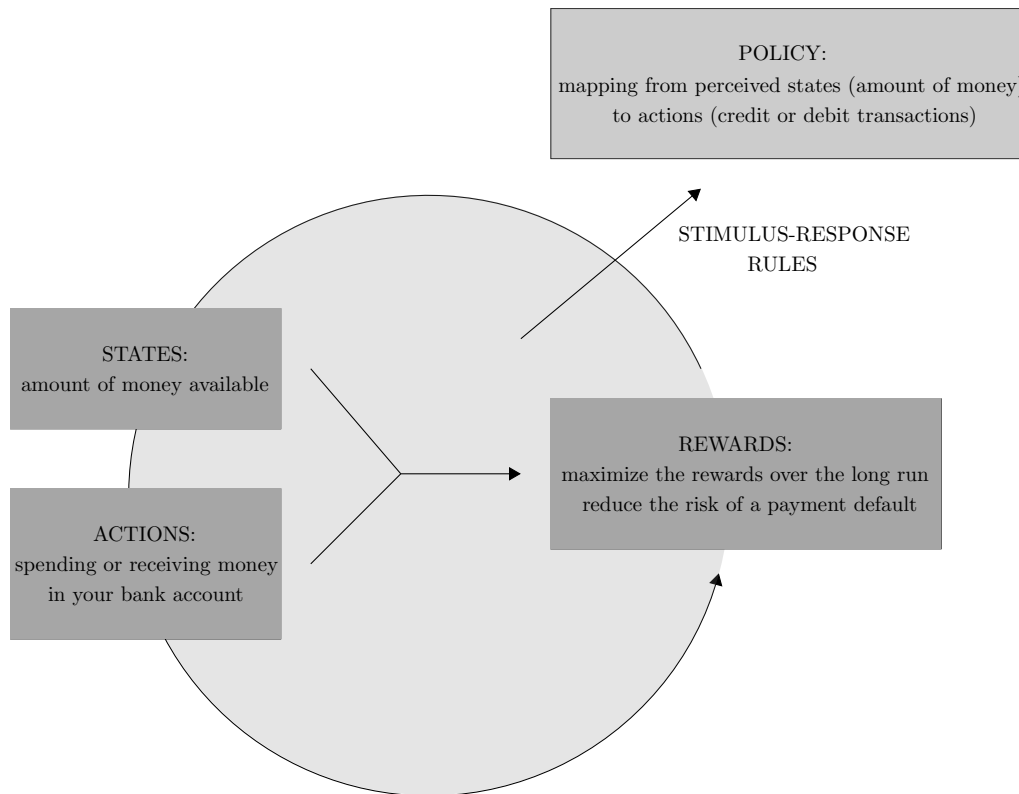 POLICY:
mapping from perceived states (amount of money)
to actions (credit or debit transactions)
STIMULUS-RESPONSE
RULES
STATES:
amount of money available
REWARDS:
maximize the rewards over the long run
reduce the risk of a payment default
ACTIONS:
spending or receiving money
in your bank account